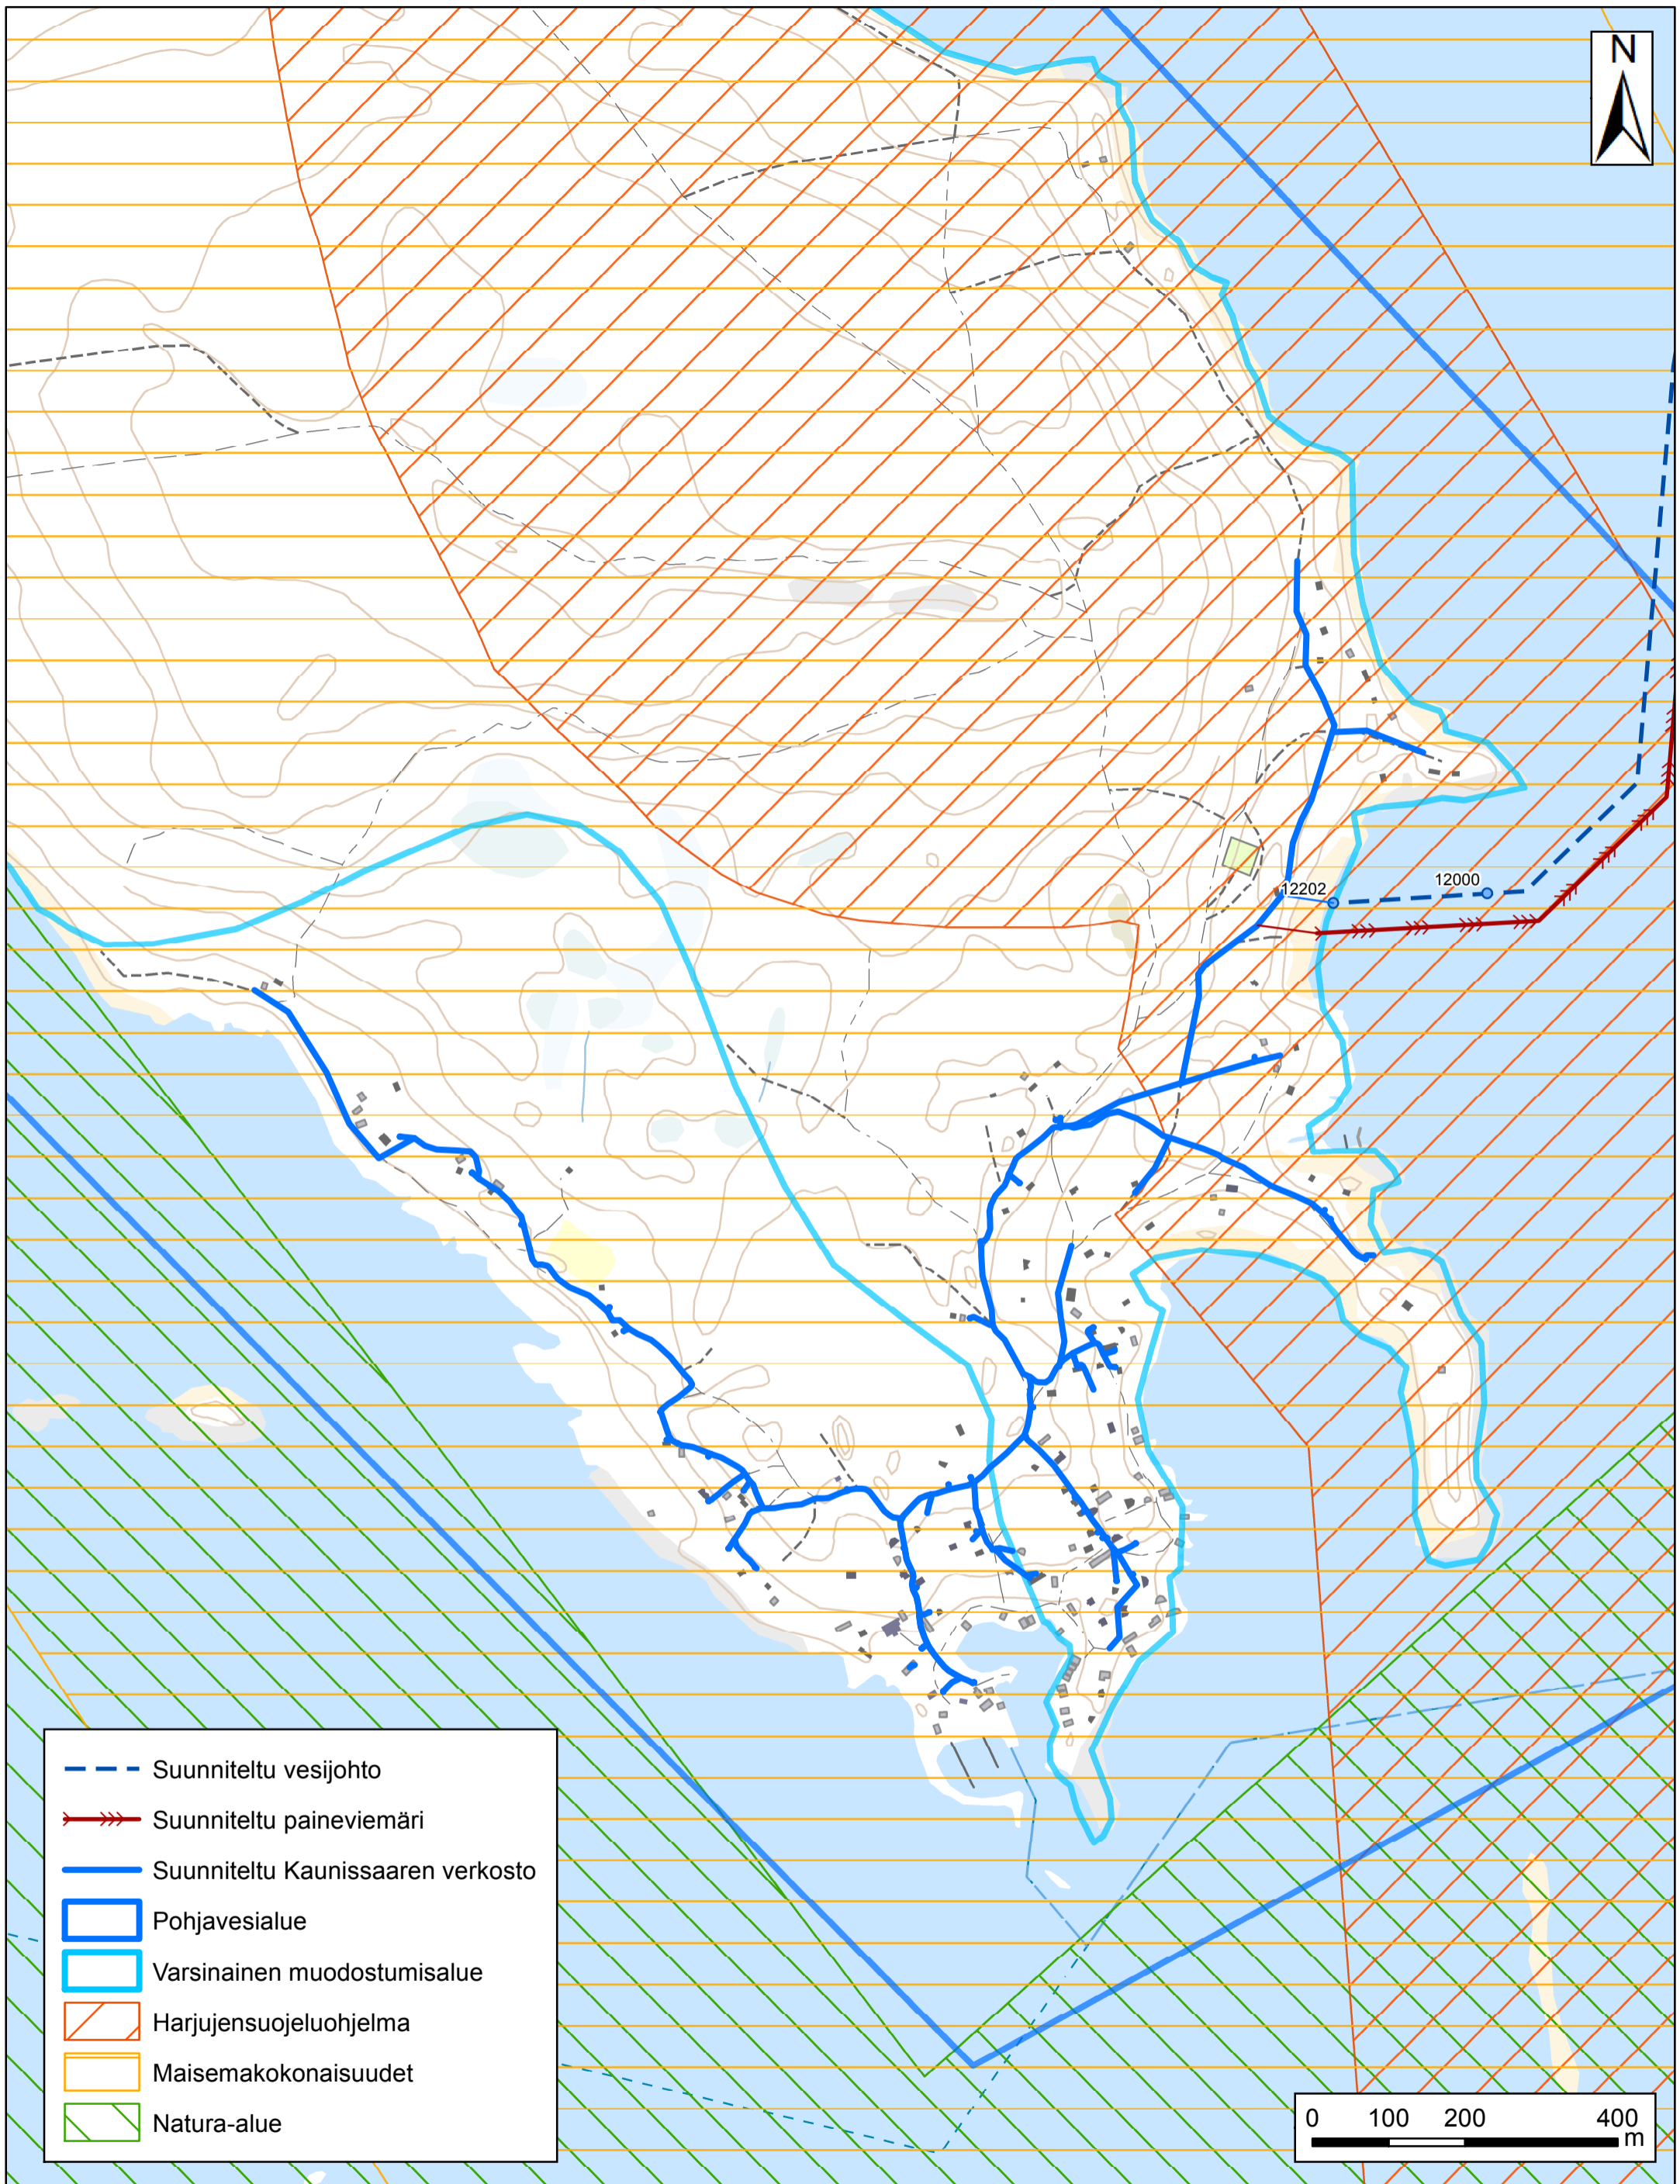 N
12202
12000
Suunniteltu vesijohto
Suunniteltu paineviemäri
Suunniteltu Kaunissaaren verkosto
Pohjavesialue
Varsinainen muodostumisalue
Harjujensuojeluohjelma
Maisemakokonaisuudet
Natura-alue
0 100 200 400
m